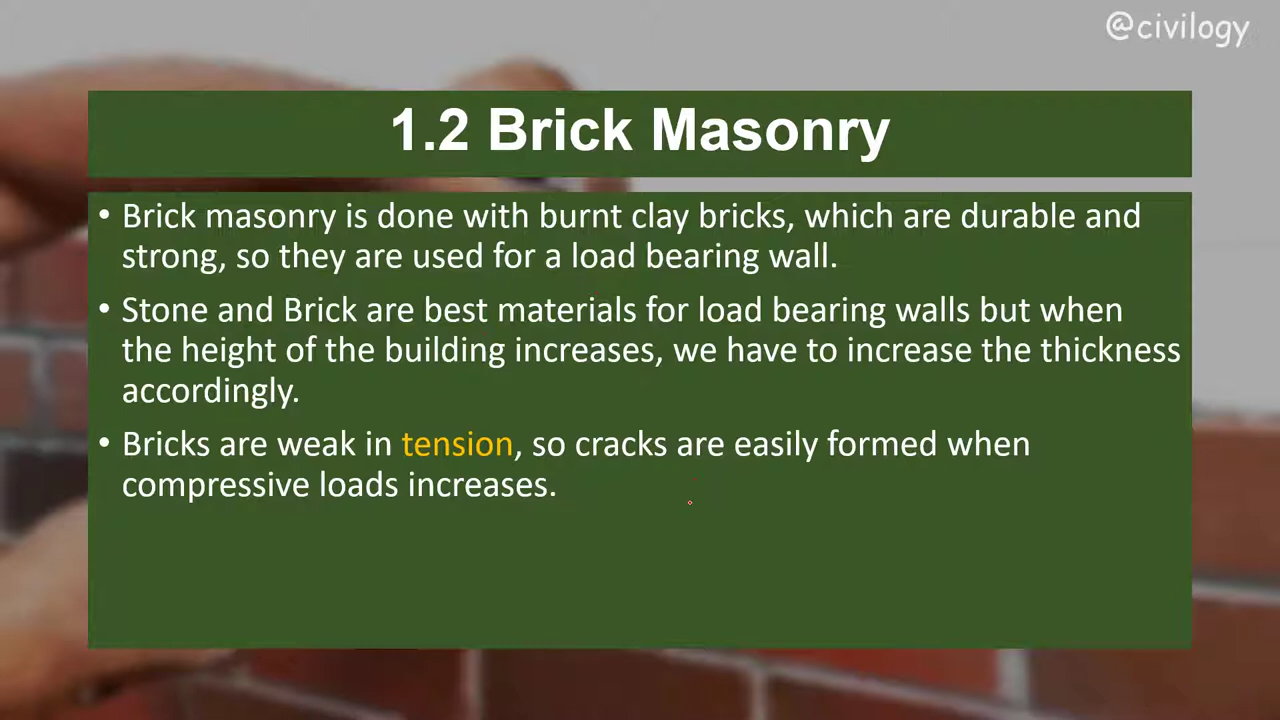 @civilogy
1.2 Brick Masonry
• Brick masonry is done with burnt clay bricks, which are durable and
strong, so they are used for a load bearing wall.
• Stone and Brick are best materials for load bearing walls but when
the height of the building increases, we have to increase the thickness
accordingly.
• Bricks are weak in tension, so cracks are easily formed when
compressive loads increases.